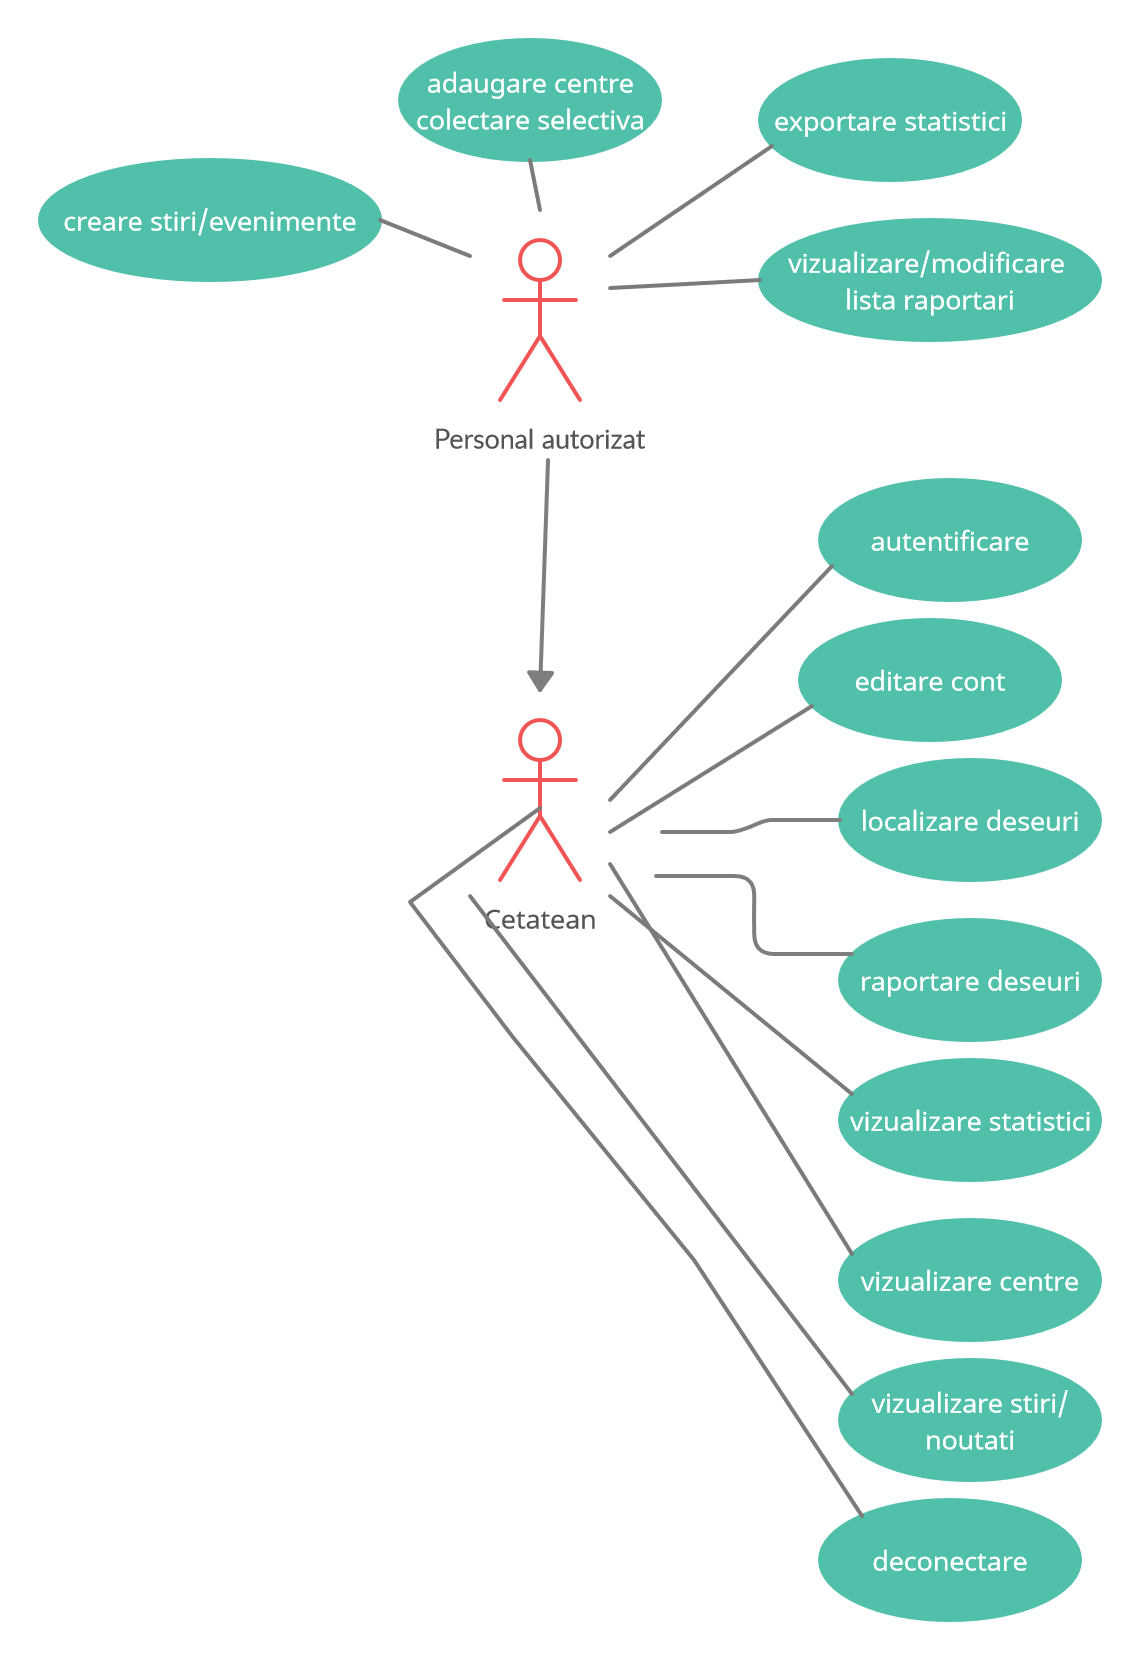 adaugare centre
colectare selectiva
exportare statistici
creare stiri/evenimente
vizualizare/modificare
lista raportari
Personal autorizat
autentificare
editare cont
localizare deseuri
Cetatean
raportare deseuri
vizualizare statistici
vizualizare centre
vizualizare stiri/
noutati
deconectare